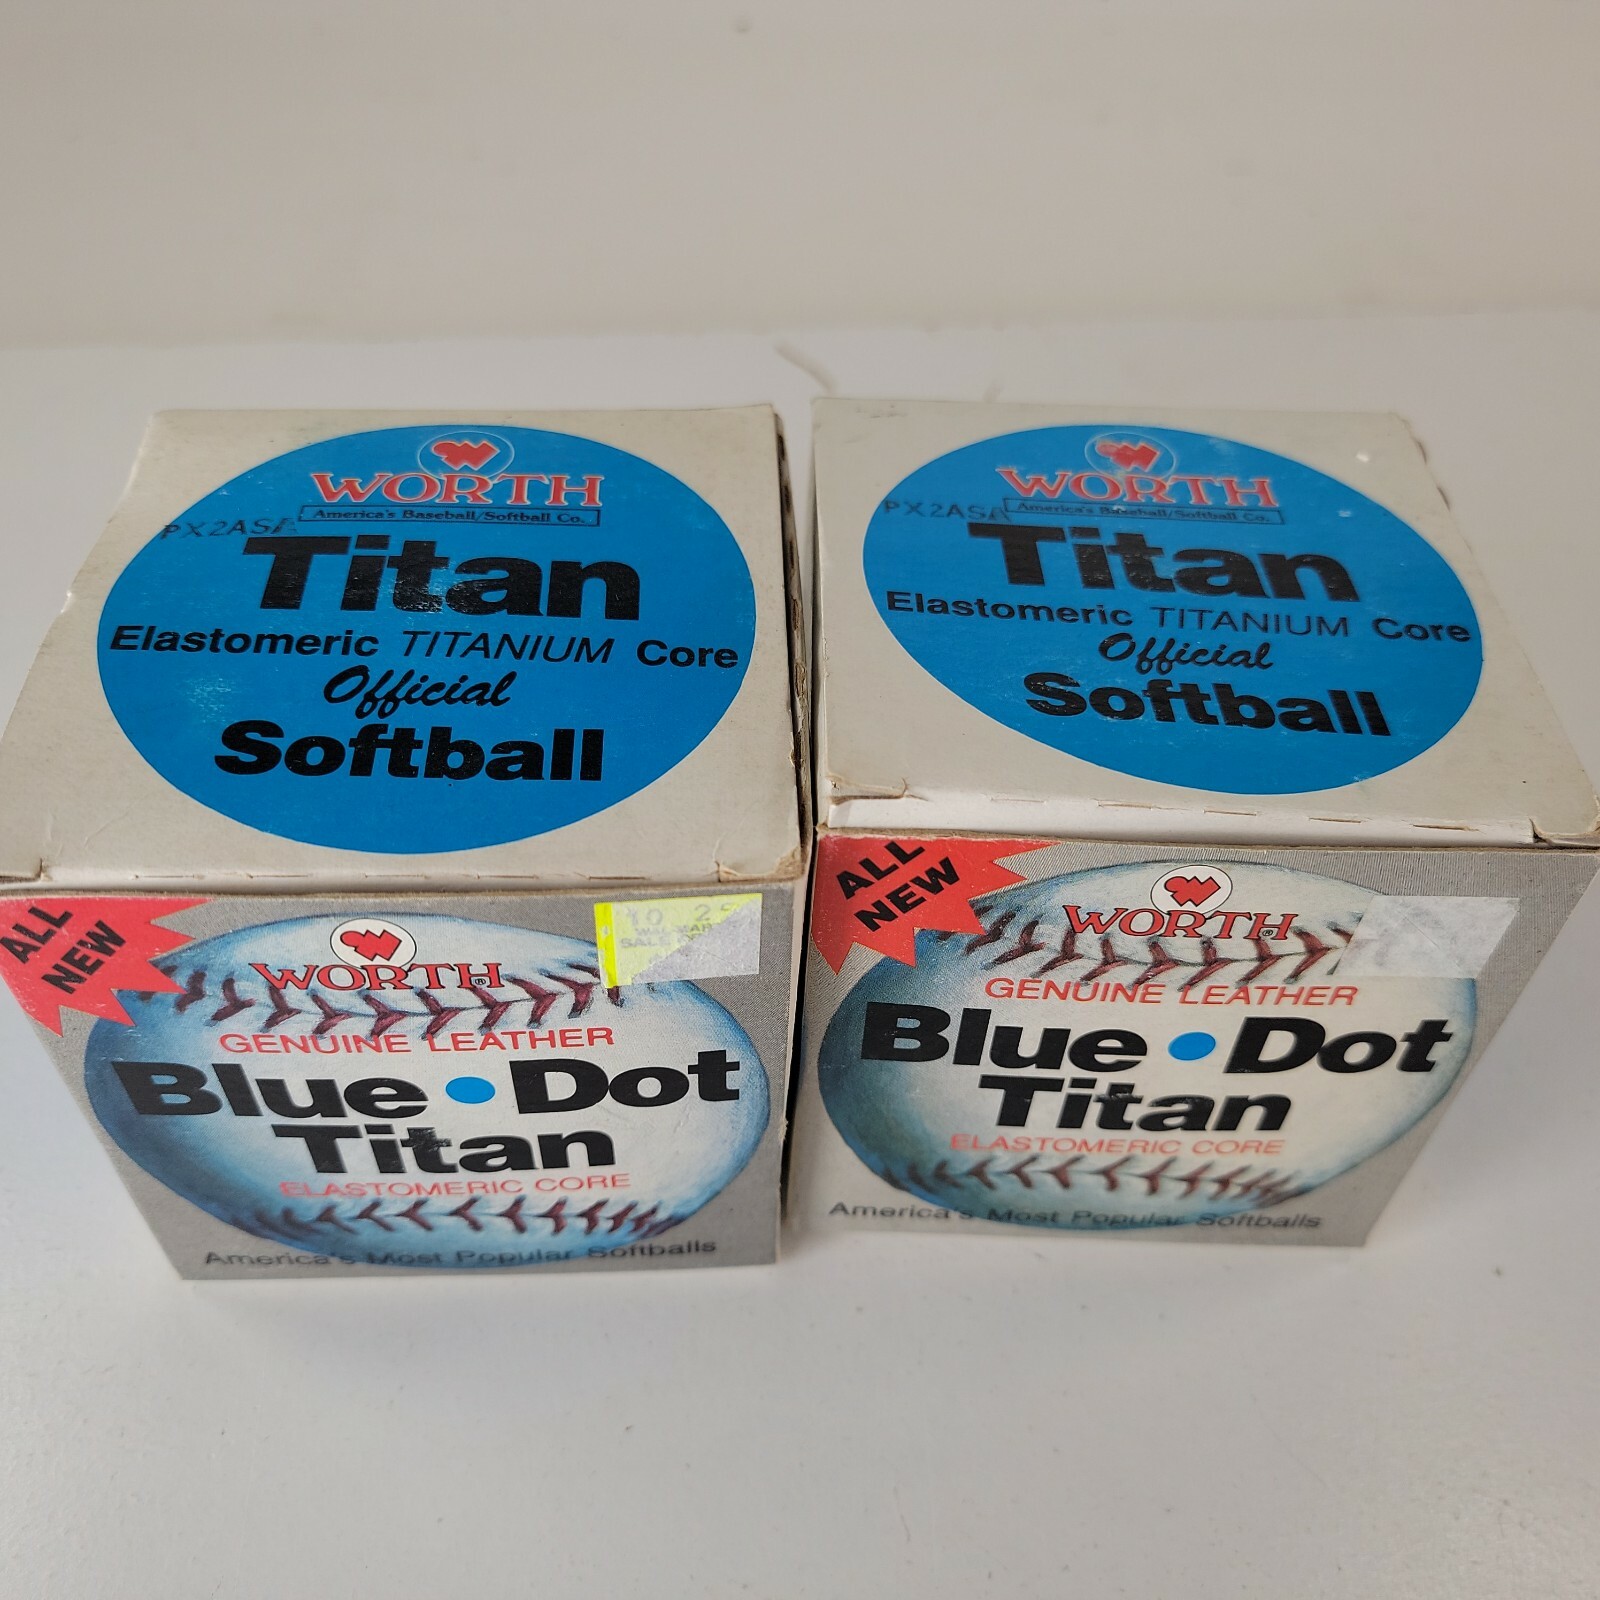 WORTH
America's Baseball/Softball Co.
PX2ASA
Titan
Elastomeric TITANIUM Core
Official
Softball
WORTH
America's Baseball/Softball Co.
PX2ASA
Titan
Elastomeric TITANIUM Core
Official
Softball
ALL
NEW
WORTH®
GENUINE LEATHER
Blue • Dot
Titan
ELASTOMERIC CORE
America's Most Popular Softballs
10
SALE
ALL
NEW
WORTH®
GENUINE LEATHER
Blue • Dot
Titan
ELASTOMERIC CORE
America's Most Popular Softballs